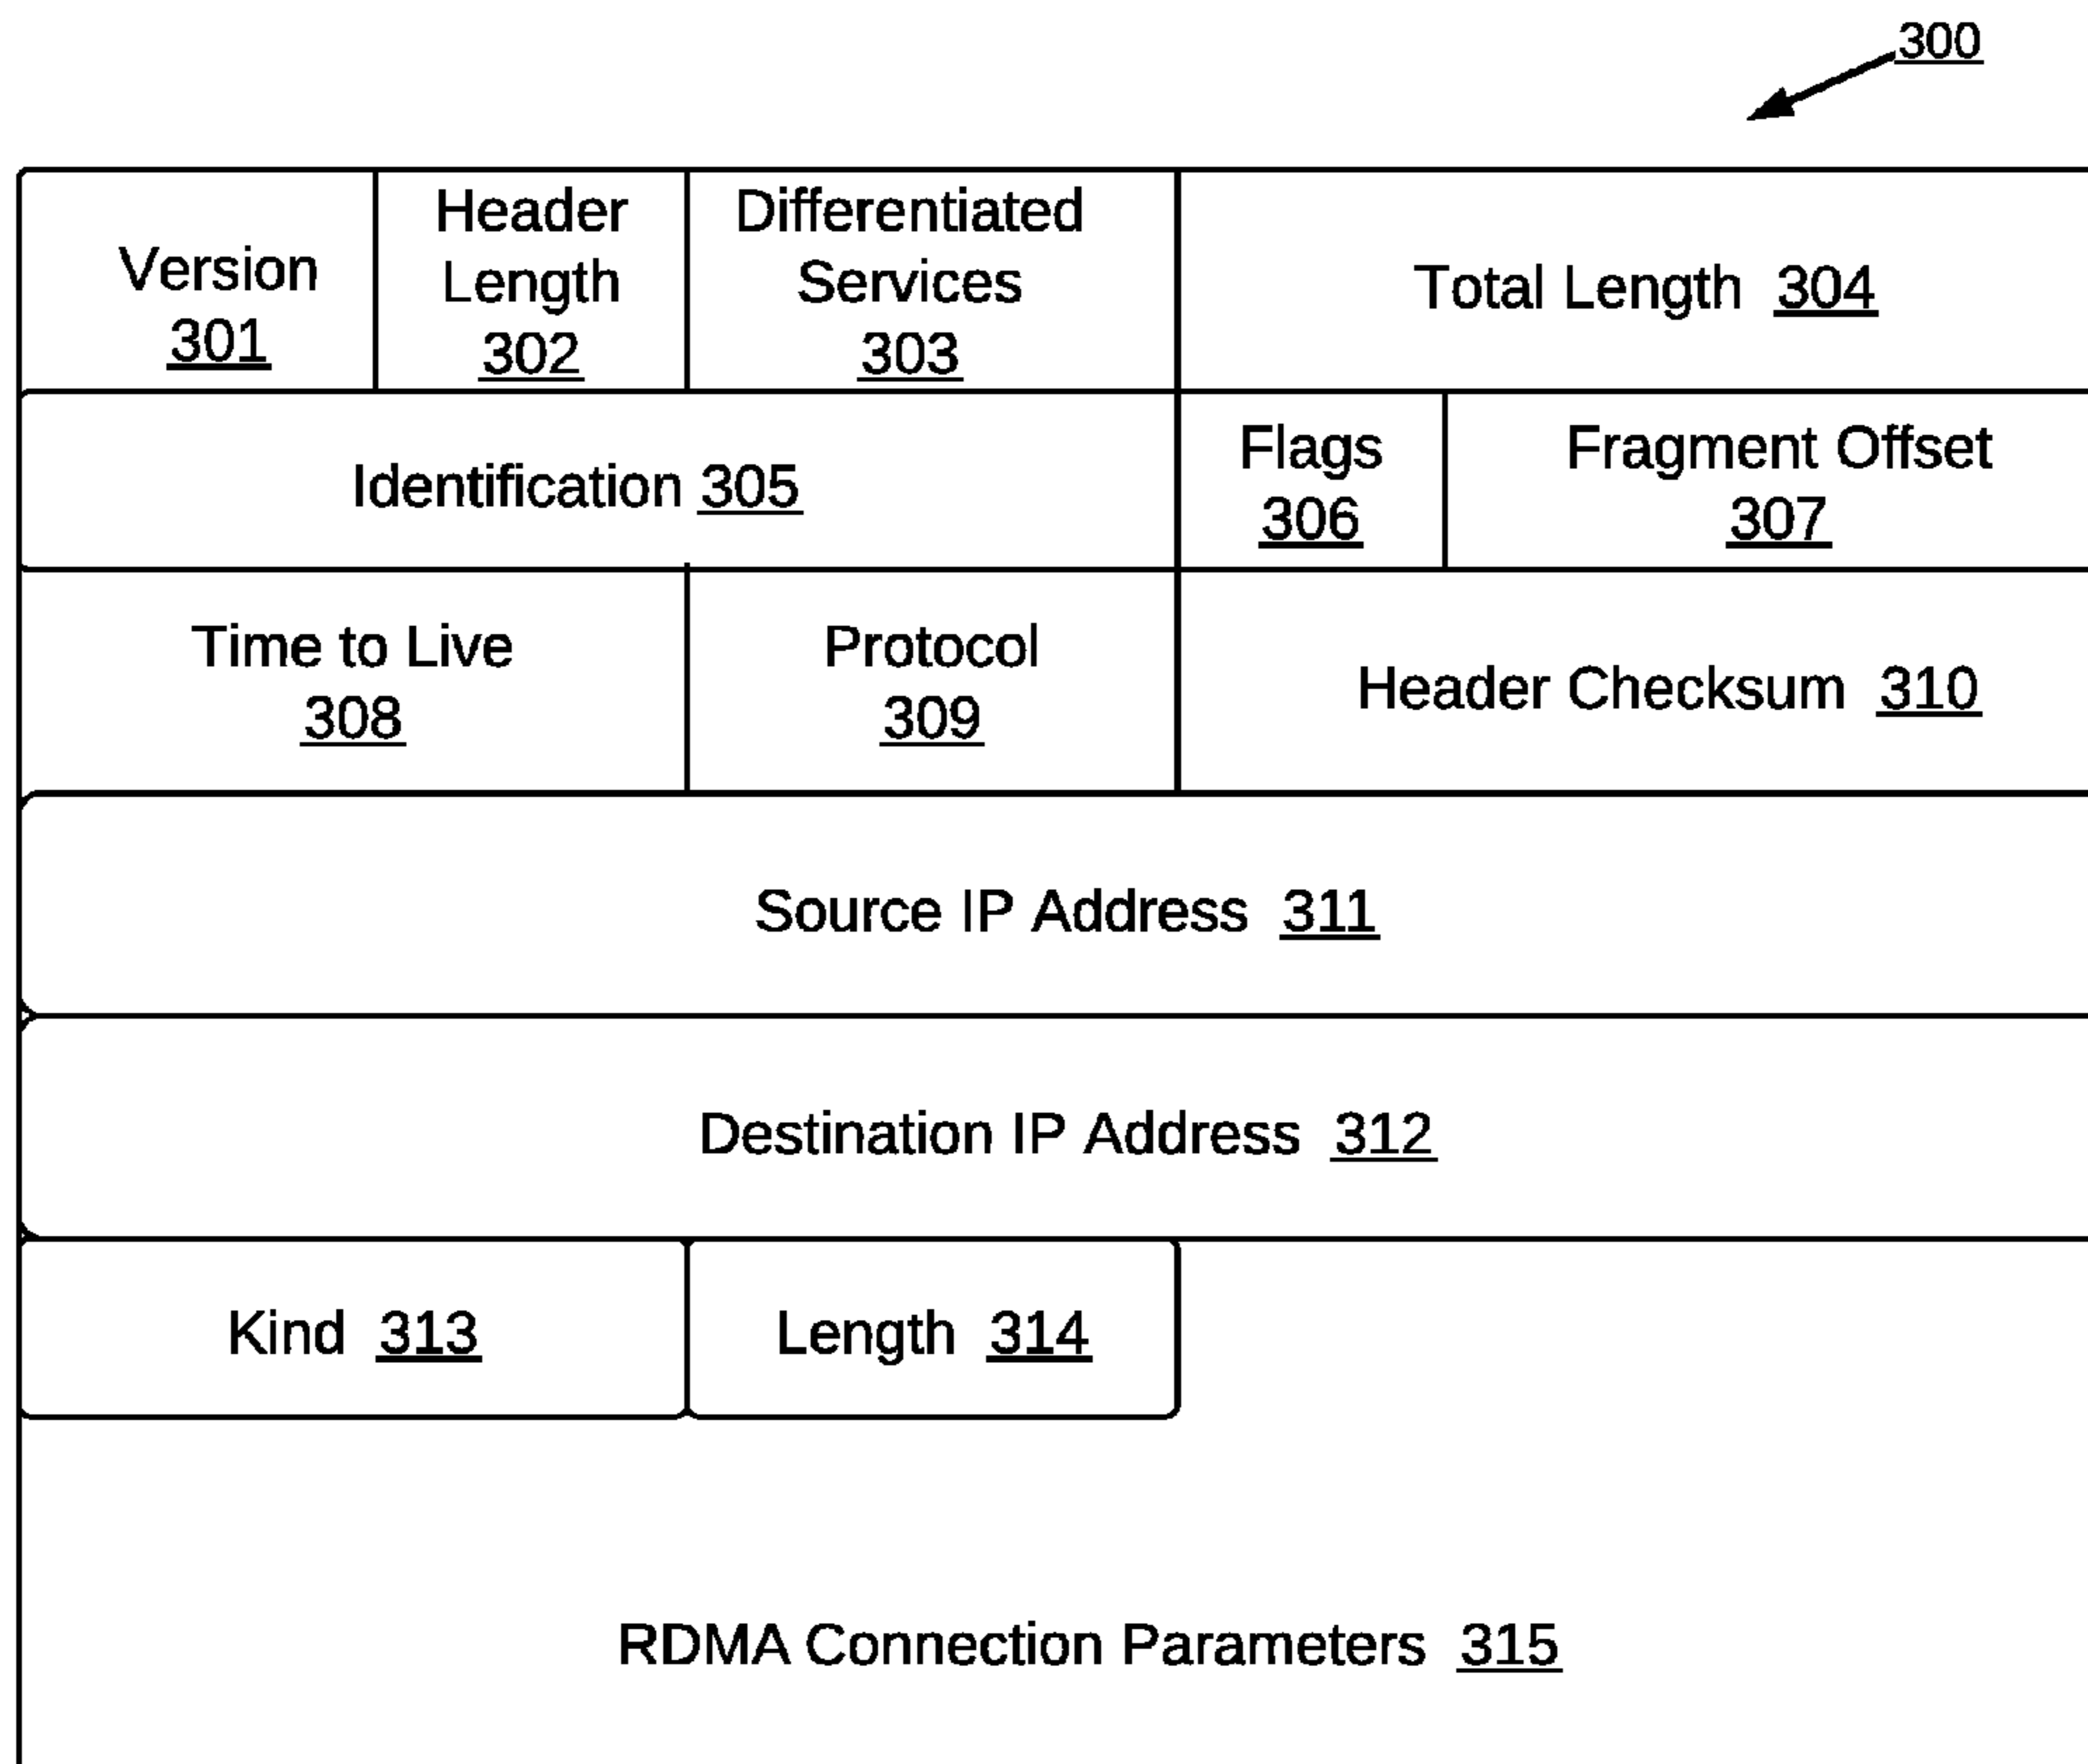 300
Version
301
Header
Length
302
Differentiated
Services
303
Total Length 304
Identification 305
Flags
306
Fragment Offset
307
Time to Live
308
Protocol
309
Header Checksum 310
Source IP Address 311
Destination IP Address 312
Kind 313
Length 314
RDMA Connection Parameters 315